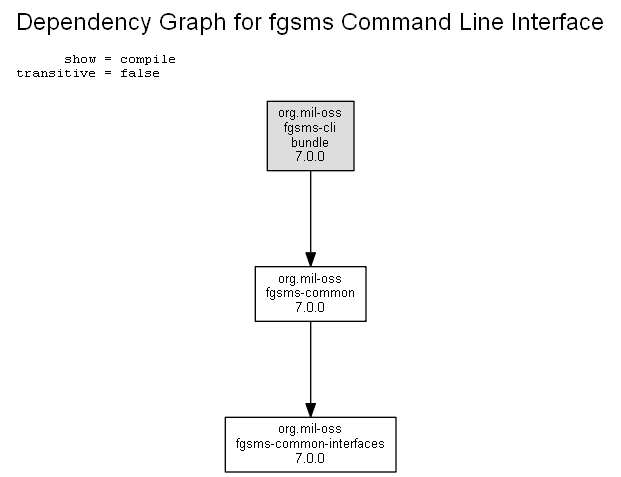 Dependency Graph for fgsms Command Line Interface
show = compile
transitive = false
org.mil-oss
fgsms-cli
bundle
7.0.0
org.mil-oss
fgsms-common
7.0.0
org.mil-oss
fgsms-common-interfaces
7.0.0